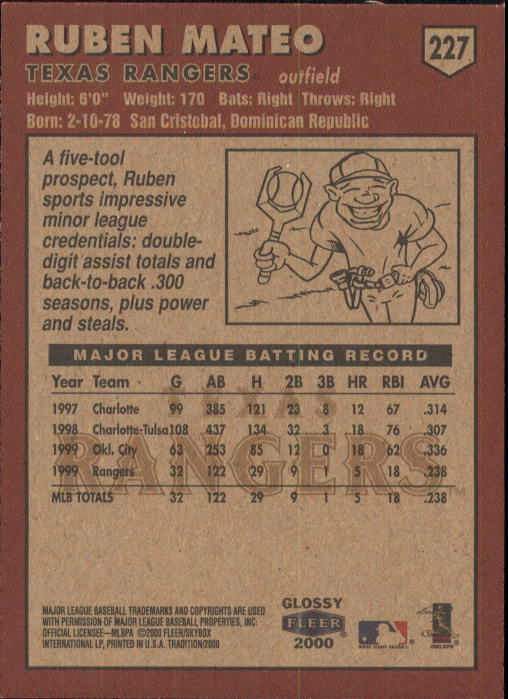 RUBEN MATEO
227
TEXAS RANGERS. outfield
Height: 6'0" Weight: 170 Bats: Right Throws: Right
Born: 2-10-78 San Cristobal, Dominican Republic
A five-tool
prospect, Ruben
sports impressive
minor league
credentials: double-
digit assist totals and
back-to-back .300
seasons, plus power
and steals.
MAJOR LEAGUE BATTING RECORD
Year Team G AB H 2B 3B HR RBI AVG
1997 Charlotte 99 385 121 23 8 12 67 .314
1998 Charlotte-Tulsa 108 437 134 32 3 18 76 .307
1999 Okl. City 63 253 85 12 0 18 62 .336
1999 Rangers 32 122 29 9 1 5 18 .238
MLB TOTALS 32 122 29 9 1 5 18 .238
TEXAS
RANGERS™
MAJOR LEAGUE BASEBALL TRADEMARKS AND COPYRIGHTS ARE USED
WITH PERMISSION OF MAJOR LEAGUE BASEBALL PROPERTIES, INC.
OFFICIAL LICENSEE—MLBPA ©2000 FLEER/SKYBOX
INTERNATIONAL LP, PRINTED IN U.S.A. TRADITION/2000
GLOSSY
FLEER
2000
MAJOR LEAGUE BASEBALL
©MLBPA